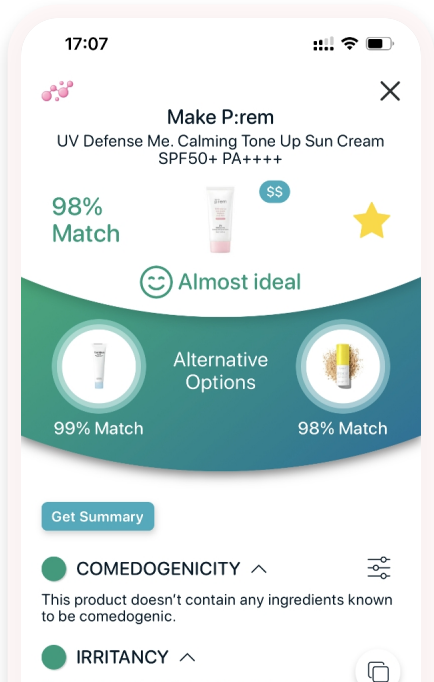 17:07
Make P:rem
UV Defense Me. Calming Tone Up Sun Cream
SPF50+ PA++++
$$
98%
Match
Almost ideal
Alternative
Options
99% Match
98% Match
Get Summary
COMEDOGENICITY
This product doesn't contain any ingredients known
to be comedogenic.
IRRITANCY